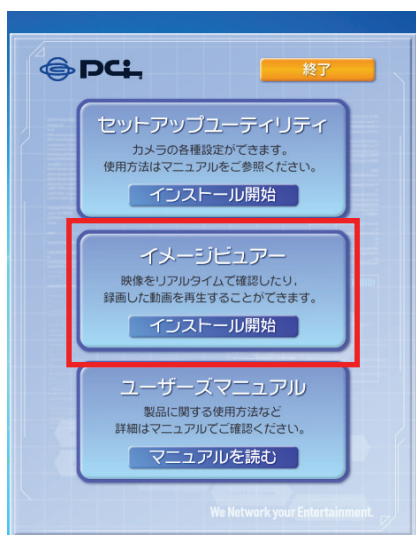 PCi
終了
セットアップユーティリティ
カメラの各種設定ができます。
使用方法はマニュアルをご参照ください。
インストール開始
イメージビュアー
映像をリアルタイムで確認したり、
録画した動画を再生することができます。
インストール開始
ユーザーズマニュアル
製品に関する使用方法など
詳細はマニュアルでご確認ください。
マニュアルを読む
We Network your Entertainment.